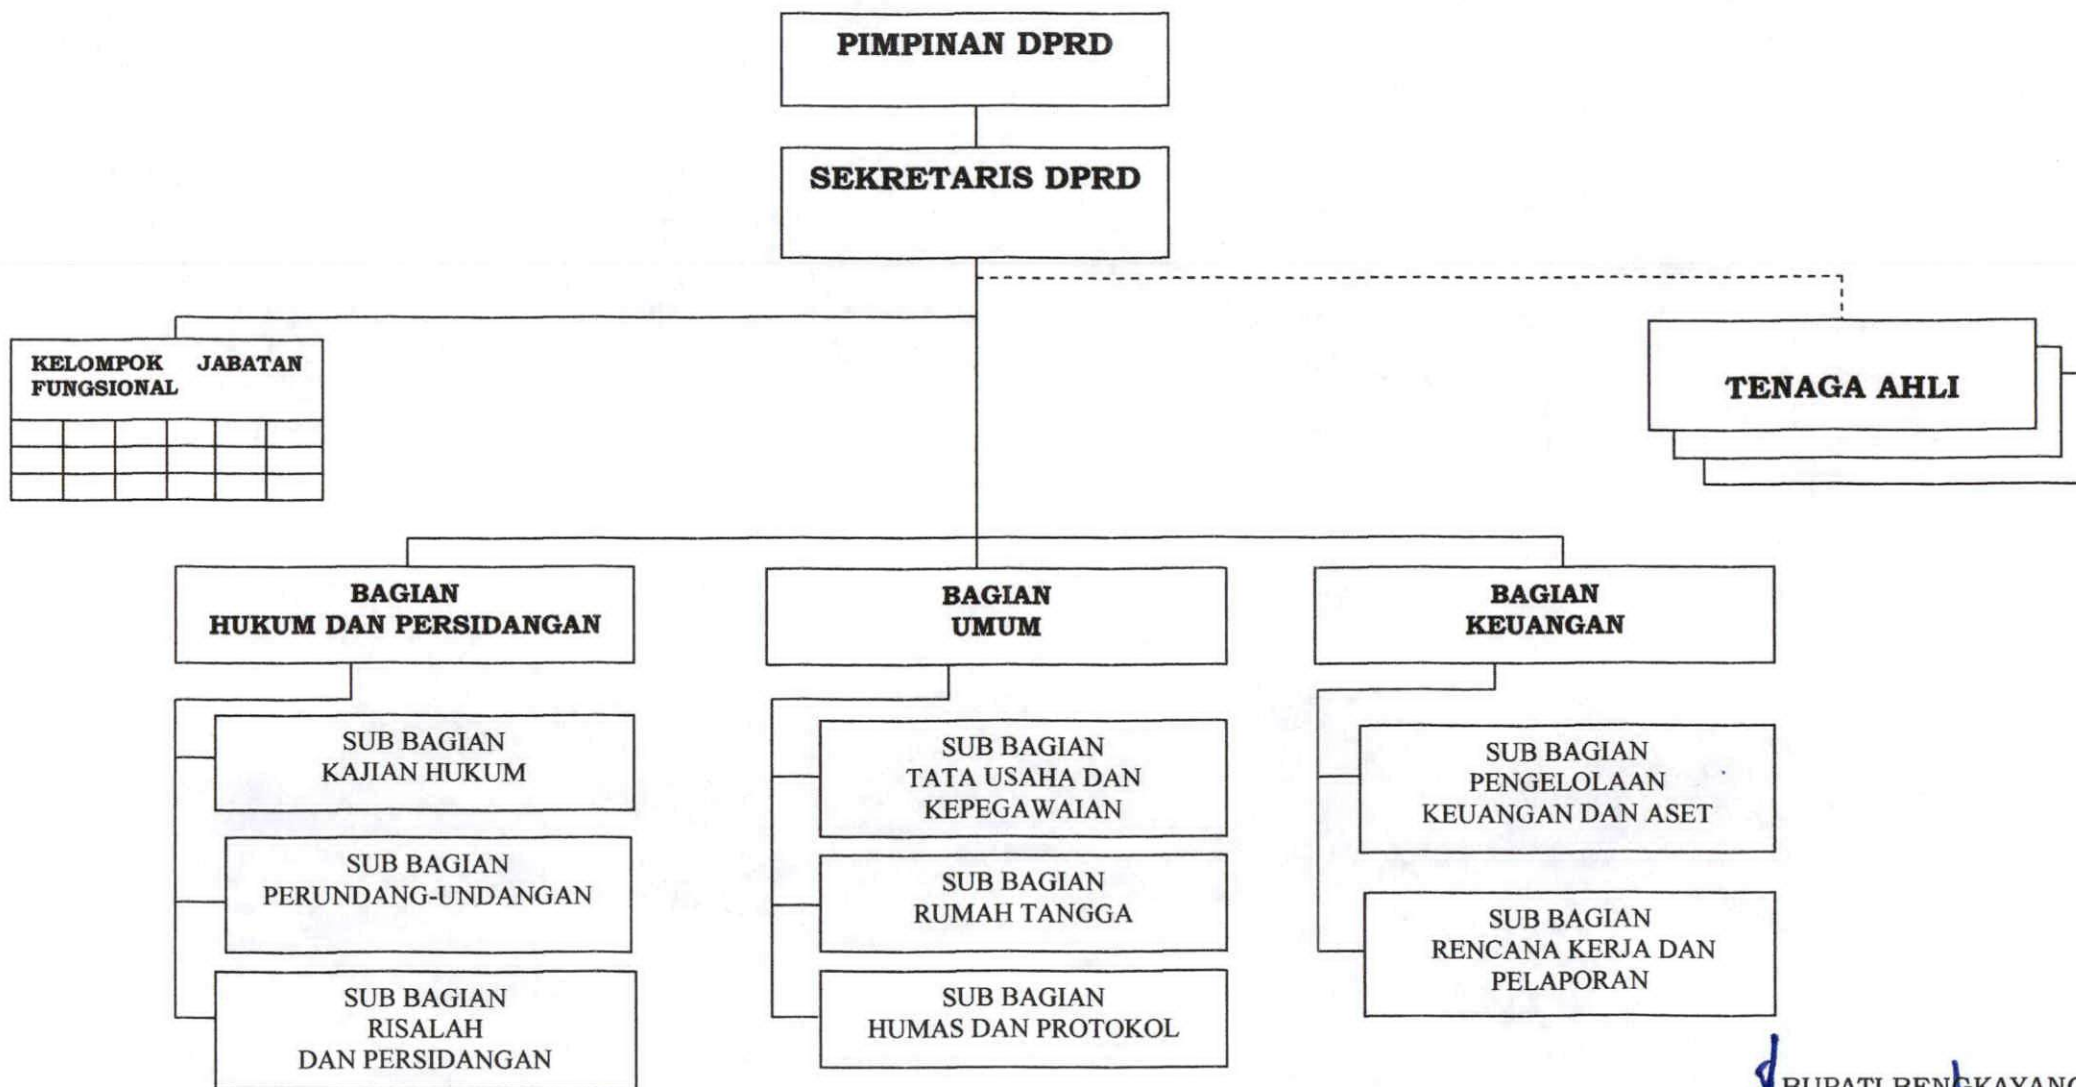 PIMPINAN DPRD
SEKRETARIS DPRD
KELOMPOK JABATAN
FUNGSIONAL
TENAGA AHLI
BAGIAN
HUKUM DAN PERSIDANGAN
SUB BAGIAN
KAJIAN HUKUM
SUB BAGIAN
PERUNDANG-UNDANGAN
SUB BAGIAN
RISALAH
DAN PERSIDANGAN
BAGIAN
UMUM
SUB BAGIAN
TATA USAHA DAN
KEPEGAWAIAN
SUB BAGIAN
RUMAH TANGGA
SUB BAGIAN
HUMAS DAN PROTOKOL
BAGIAN
KEUANGAN
SUB BAGIAN
PENGELOLAAN
KEUANGAN DAN ASET
SUB BAGIAN
RENCANA KERJA DAN
PELAPORAN
BUPATI BENGKAYANG